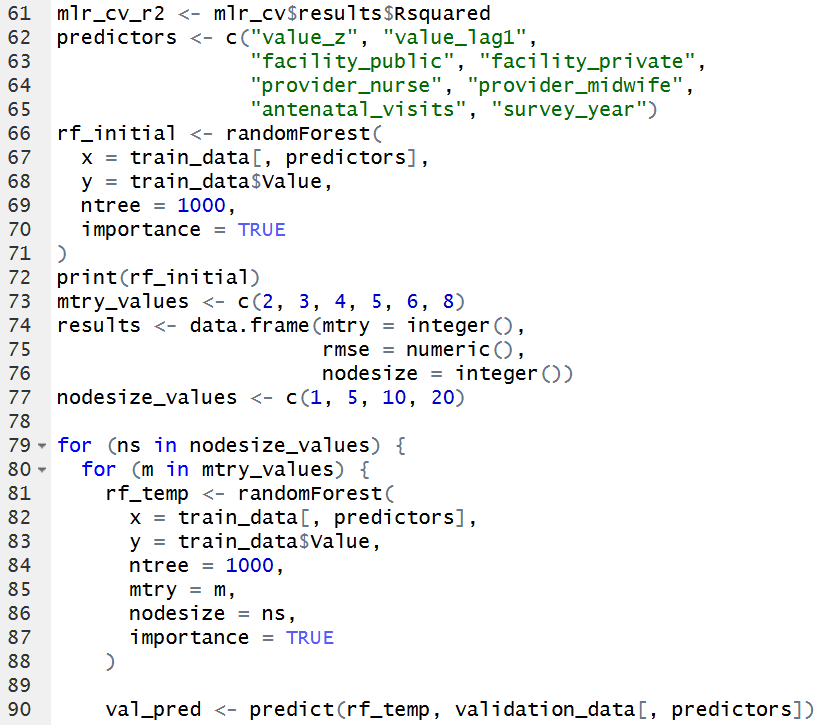 61 mlr_cv_r2 <- mlr_cv$results$Rsquared
62 predictors <- c("value_z", "value_lag1",
63                 "facility_public", "facility_private",
64                 "provider_nurse", "provider_midwife",
65                 "antenatal_visits", "survey_year")
66 rf_initial <- randomForest(
67   x = train_data[, predictors],
68   y = train_data$Value,
69   ntree = 1000,
70   importance = TRUE
71 )
72 print(rf_initial)
73 mtry_values <- c(2, 3, 4, 5, 6, 8)
74 results <- data.frame(mtry = integer(),
75                       rmse = numeric(),
76                       nodesize = integer())
77 nodesize_values <- c(1, 5, 10, 20)
78
79 for (ns in nodesize_values) {
80   for (m in mtry_values) {
81     rf_temp <- randomForest(
82       x = train_data[, predictors],
83       y = train_data$Value,
84       ntree = 1000,
85       mtry = m,
86       nodesize = ns,
87       importance = TRUE
88     )
89
90     val_pred <- predict(rf_temp, validation_data[, predictors])